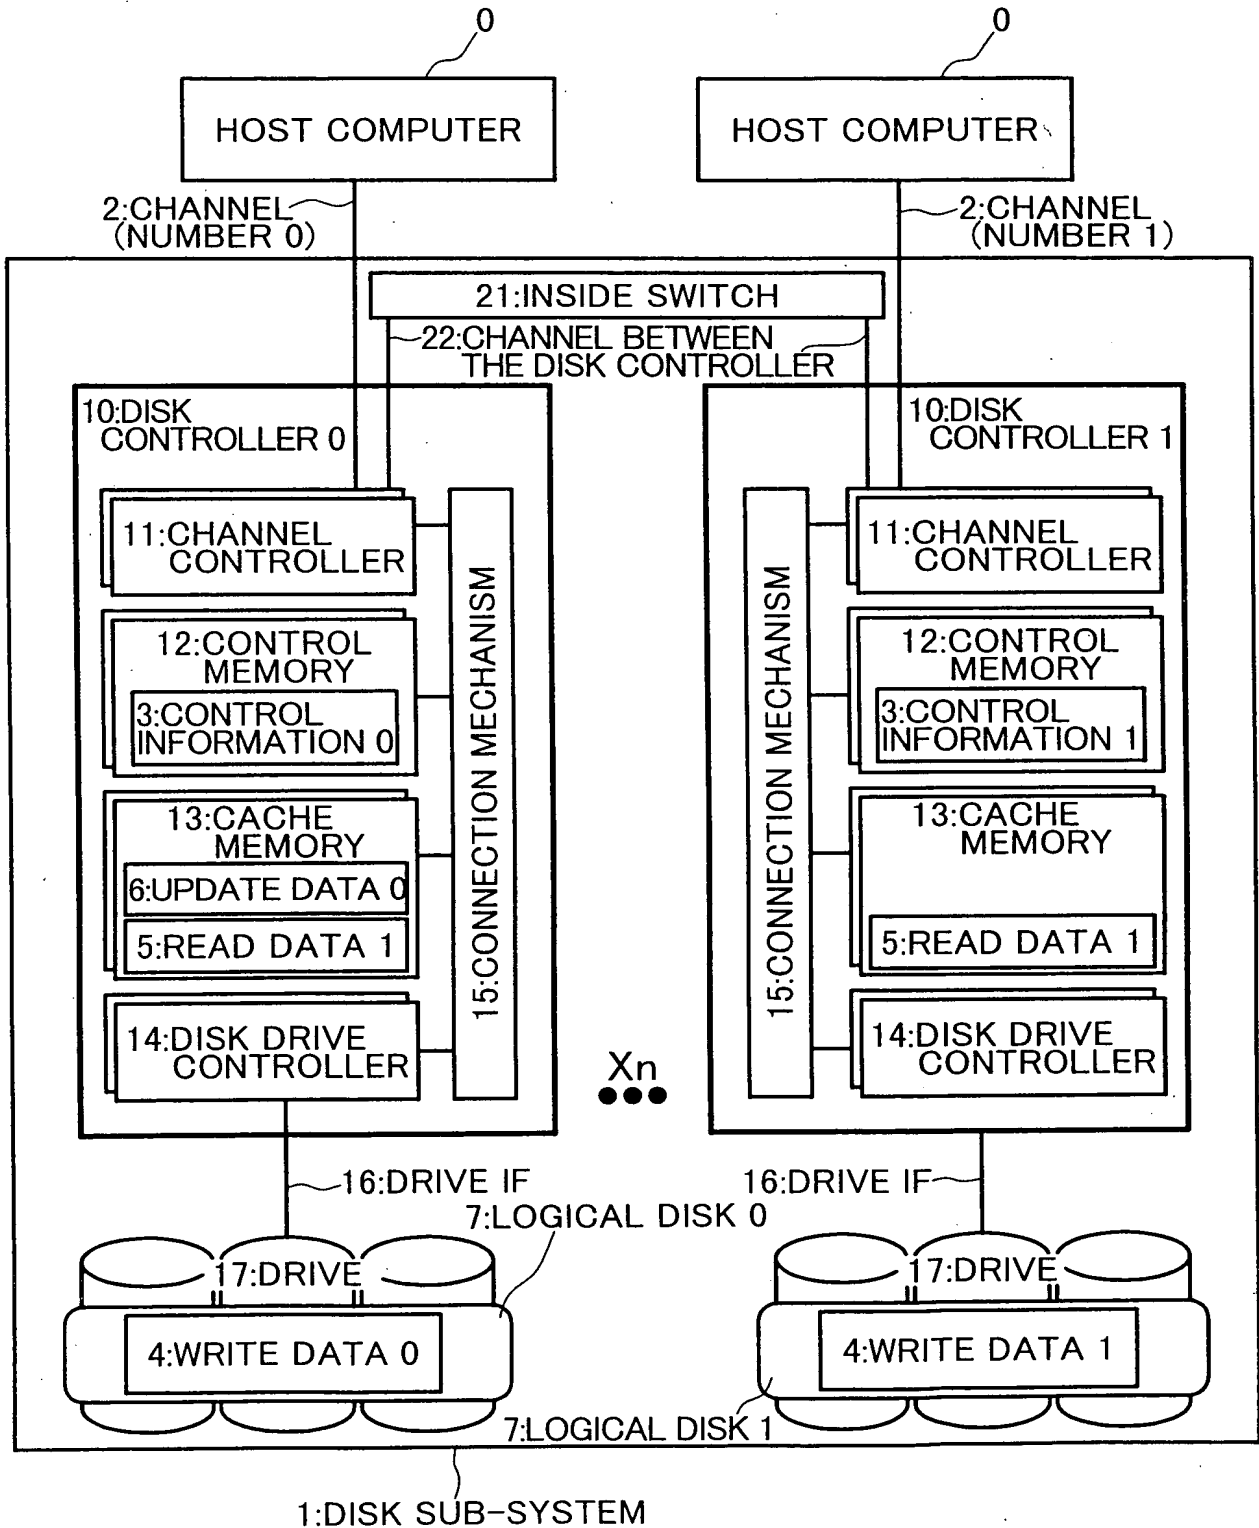 0
0
HOST COMPUTER
HOST COMPUTER
2:CHANNEL
(NUMBER 0)
2:CHANNEL
(NUMBER 1)
21:INSIDE SWITCH
22:CHANNEL BETWEEN
THE DISK CONTROLLER
10:DISK
CONTROLLER 0
11:CHANNEL
CONTROLLER
12:CONTROL
MEMORY
3:CONTROL
INFORMATION 0
13:CACHE
MEMORY
6:UPDATE DATA 0
5:READ DATA 1
14:DISK DRIVE
CONTROLLER
15:CONNECTION MECHANISM
Xn
10:DISK
CONTROLLER 1
15:CONNECTION MECHANISM
11:CHANNEL
CONTROLLER
12:CONTROL
MEMORY
3:CONTROL
INFORMATION 1
13:CACHE
MEMORY
5:READ DATA 1
14:DISK DRIVE
CONTROLLER
16:DRIVE IF
7:LOGICAL DISK 0
17:DRIVE
4:WRITE DATA 0
16:DRIVE IF
17:DRIVE
4:WRITE DATA 1
7:LOGICAL DISK 1
1:DISK SUB-SYSTEM